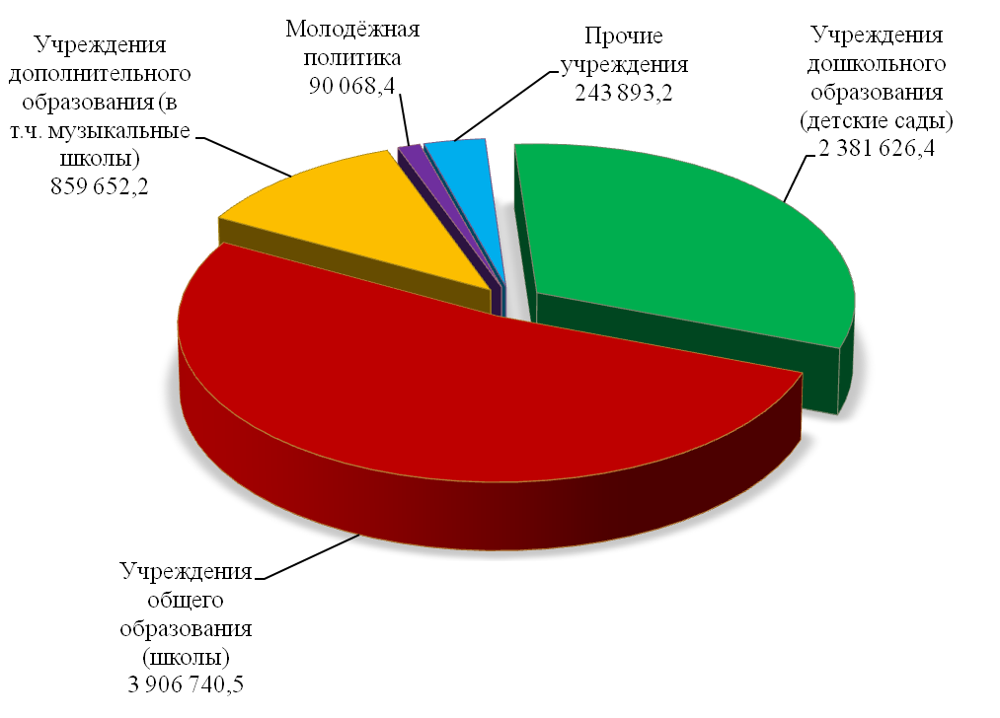 Учреждения
дополнительного
образования (в
т.ч. музыкальные
школы)
859 652,2
Молодёжная
политика
90 068,4
Прочие
учреждения
243 893,2
Учреждения
дошкольного
образования
(детские сады)
2 381 626,4
Учреждения
общего
образования
(школы)
3 906 740,5